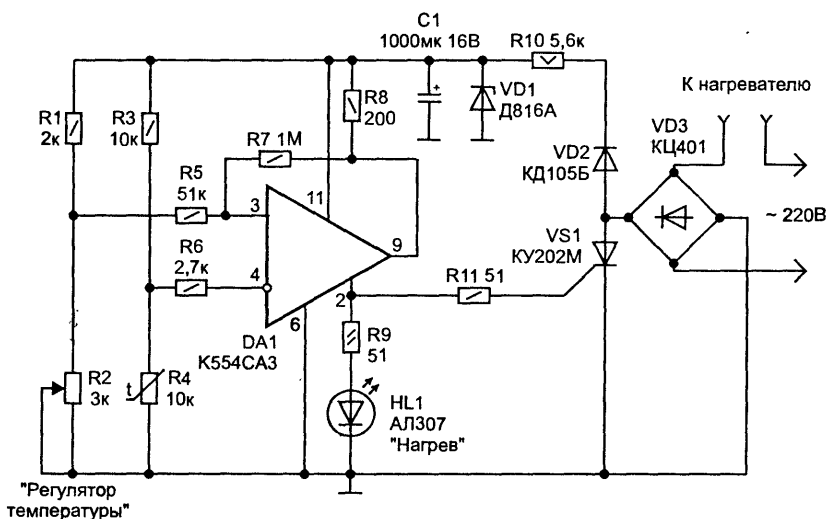 C1
1000мк 16В
R10 5,6к
К нагревателю
R1
2к
R3
10к
R8
200
+
VD1
Д816А
VD3
КЦ401
R7 1М
VD2
КД105Б
R5
51к
11
3
~ 220В
R6
2,7к
9
VS1
КУ202М
4
R11 51
2
6
DA1
К554СА3
R9
51
R2
3к
t
R4
10к
HL1
АЛ307
"Нагрев"
"Регулятор
температуры"